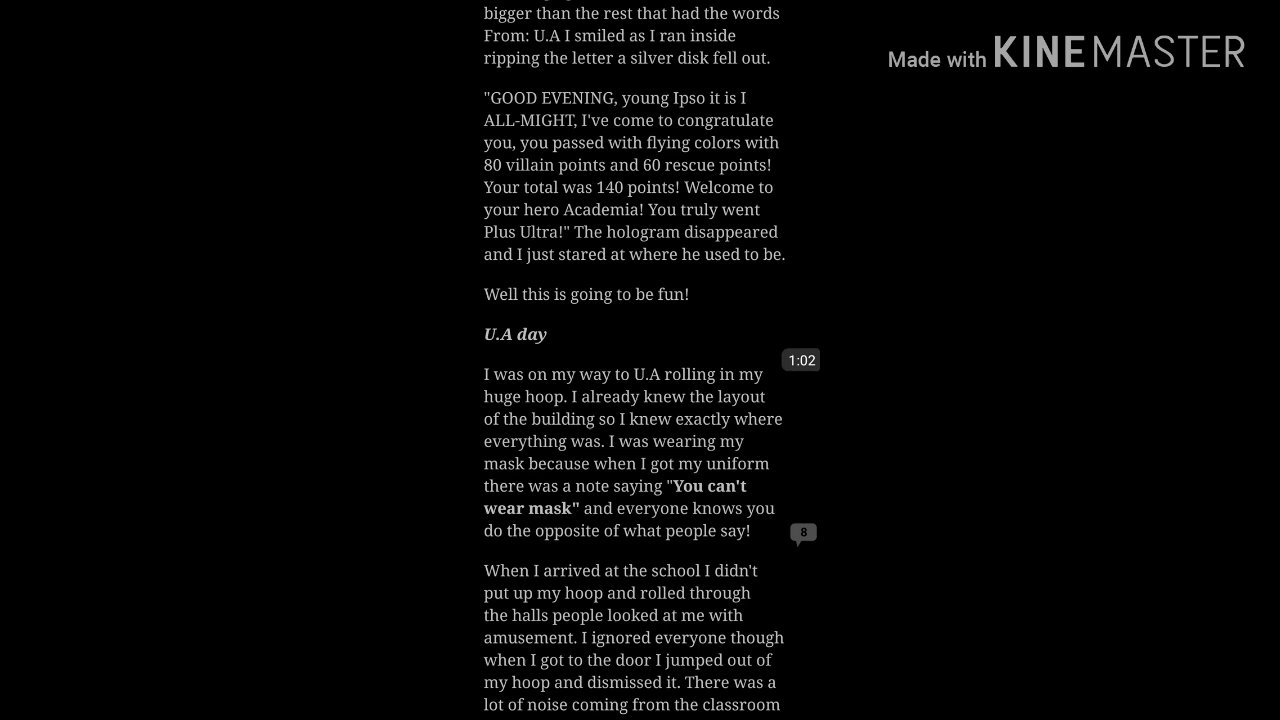 bigger than the rest that had the words
From: U.A I smiled as I ran inside
ripping the letter a silver disk fell out.
Made with KINEMASTER
"GOOD EVENING, young Ipso it is I
ALL-MIGHT, I've come to congratulate
you, you passed with flying colors with
80 villain points and 60 rescue points!
Your total was 140 points! Welcome to
your hero Academia! You truly went
Plus Ultra!" The hologram disappeared
and I just stared at where he used to be.
Well this is going to be fun!
U.A day
1:02
I was on my way to U.A rolling in my
huge hoop. I already knew the layout
of the building so I knew exactly where
everything was. I was wearing my
mask because when I got my uniform
there was a note saying "You can't
wear mask" and everyone knows you
do the opposite of what people say!
8
When I arrived at the school I didn't
put up my hoop and rolled through
the halls people looked at me with
amusement. I ignored everyone though
when I got to the door I jumped out of
my hoop and dismissed it. There was a
lot of noise coming from the classroom